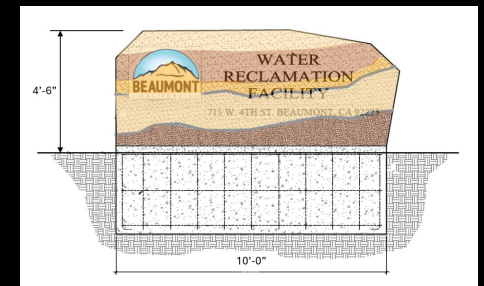 4'-6"
BEAUMONT
WATER
RECLAMATION
FACILITY
715 W. 4TH ST. BEAUMONT, CA
10'-0"